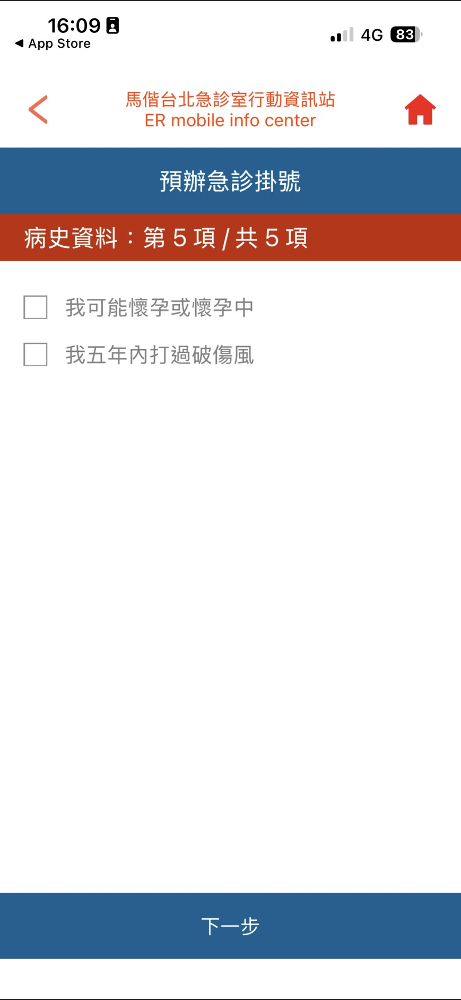 16:09
◀ App Store
4G 83
馬偕台北急診室行動資訊站
ER mobile info center
預辦急診掛號
病史資料：第 5 項 / 共 5 項
我可能懷孕或懷孕中
我五年內打過破傷風
下一步